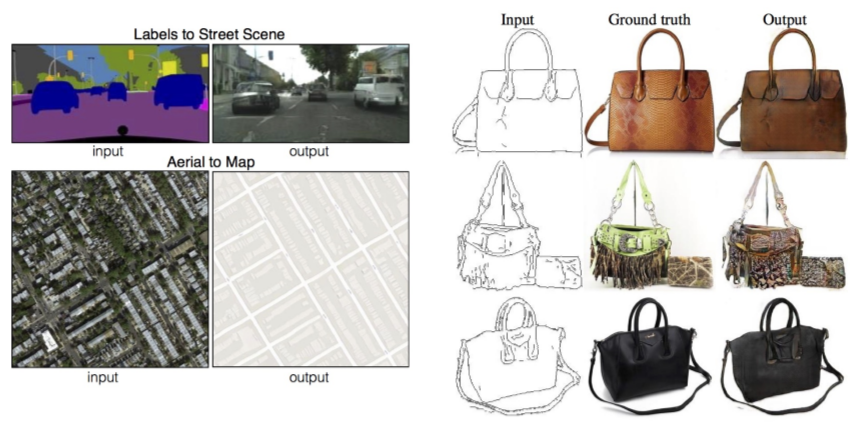 Labels to Street Scene
input
output
Aerial to Map
input
output
Input
Ground truth
Output